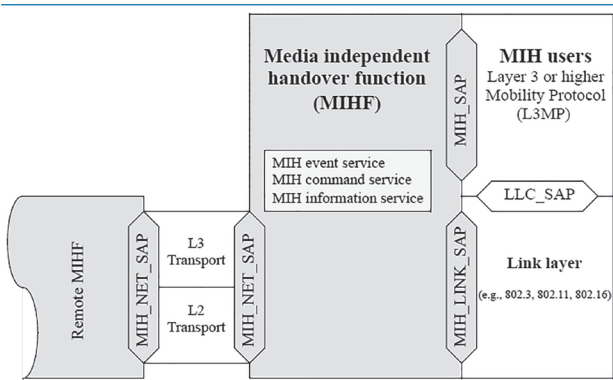 Media independent
handover function
(MIHF)
MIH event service
MIH command service
MIH information service
MIH_SAP
MIH users
Layer 3 or higher
Mobility Protocol
(L3MP)
LLC_SAP
Remote MIHF
MIH_NET_SAP
L3
Transport
L2
Transport
MIH_NET_SAP
MIH_LINK_SAP
Link layer
(e.g., 802.3, 802.11, 802.16)